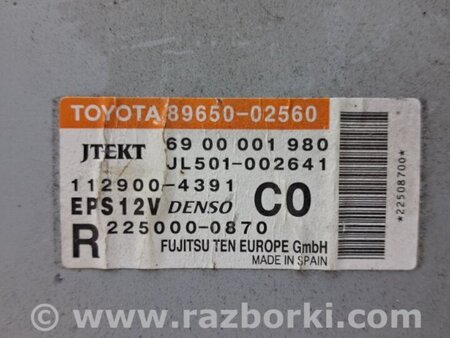 TOYOTA 89650-02560
JTEKT 69 00 001 980
JL501-002641
112900-4391
EPS12V DENSO C0
R 225000-0870
FUJITSU TEN EUROPE GmbH
MADE IN SPAIN
*22508700*
© www.razborki.com